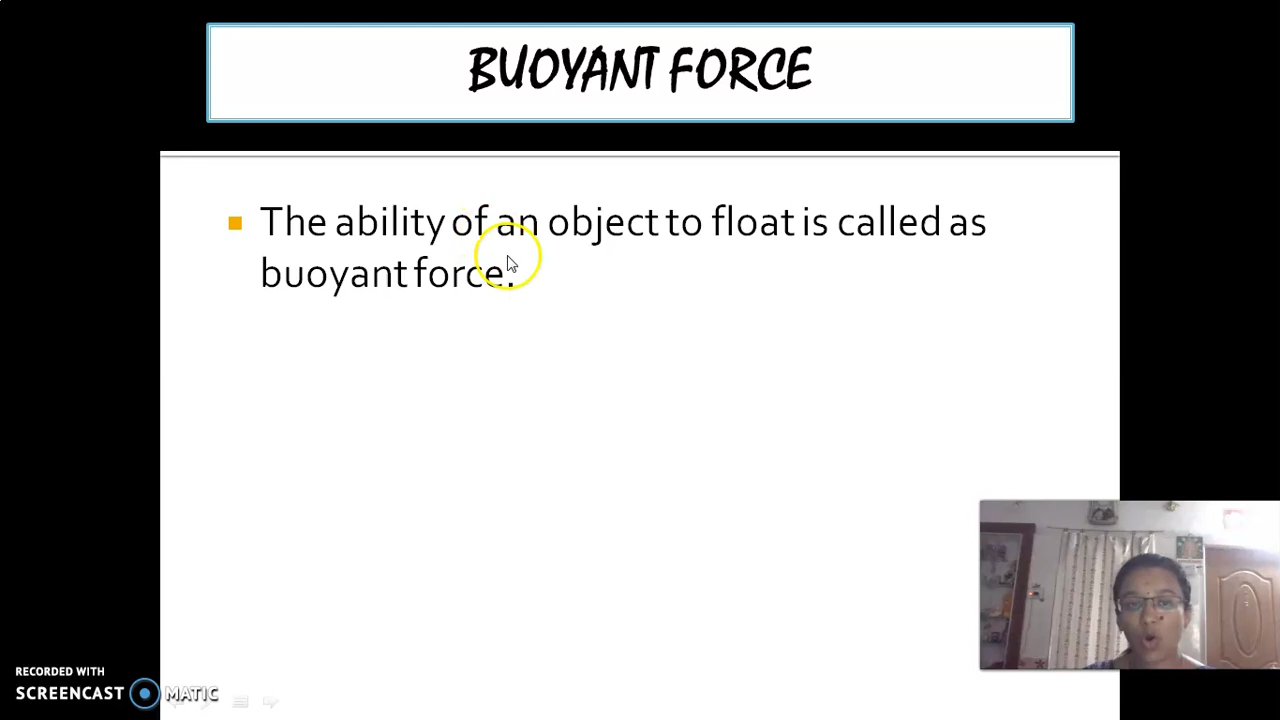 BUOYANT FORCE
The ability of an object to float is called as
buoyant force.
RECORDED WITH
SCREENCAST MATIC